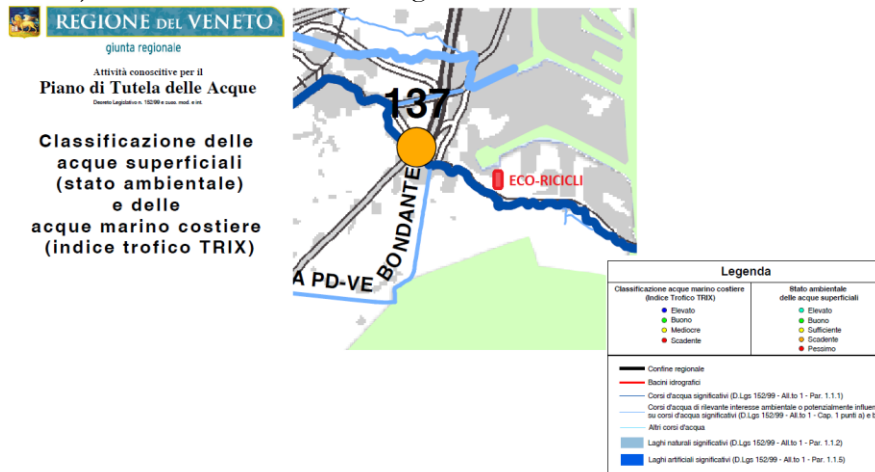 REGIONE DEL VENETO
giunta regionale
Attività conoscitive per il
Piano di Tutela delle Acque
Decreto Legislativo n. 152/99 e succ. mod. e int.
Classificazione delle
acque superficiali
(stato ambientale)
e delle
acque marino costiere
(indice trofico TRIX)
137
ECO-RICICLI
BONDANTE
A PD-VE
Legenda
Classificazione acque marino costiere
(Indice Trofico TRIX)
Elevato
Buono
Mediocre
Scadente
Stato ambientale
delle acque superficiali
Elevato
Buono
Sufficiente
Scadente
Pessimo
Confine regionale
Bacini idrografici
Corsi d'acqua significativi (D.Lgs 152/99 - All.to 1 - Par. 1.1.1)
Corsi d'acqua di rilevante interesse ambientale o potenzialmente influen
su corsi d'acqua significativi (D.Lgs 152/99 - All.to 1 - Cap. 1 punti a) e b
Altri corsi d'acqua
Laghi naturali significativi (D.Lgs 152/99 - All.to 1 - Par. 1.1.2)
Laghi artificiali significativi (D.Lgs 152/99 - All.to 1 - Par. 1.1.5)